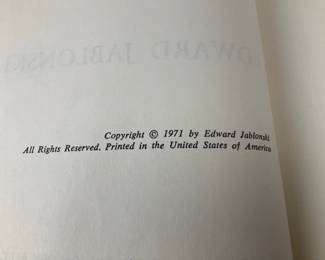 Copyright © 1971 by Edward Jablonski
All Rights Reserved. Printed in the United States of America